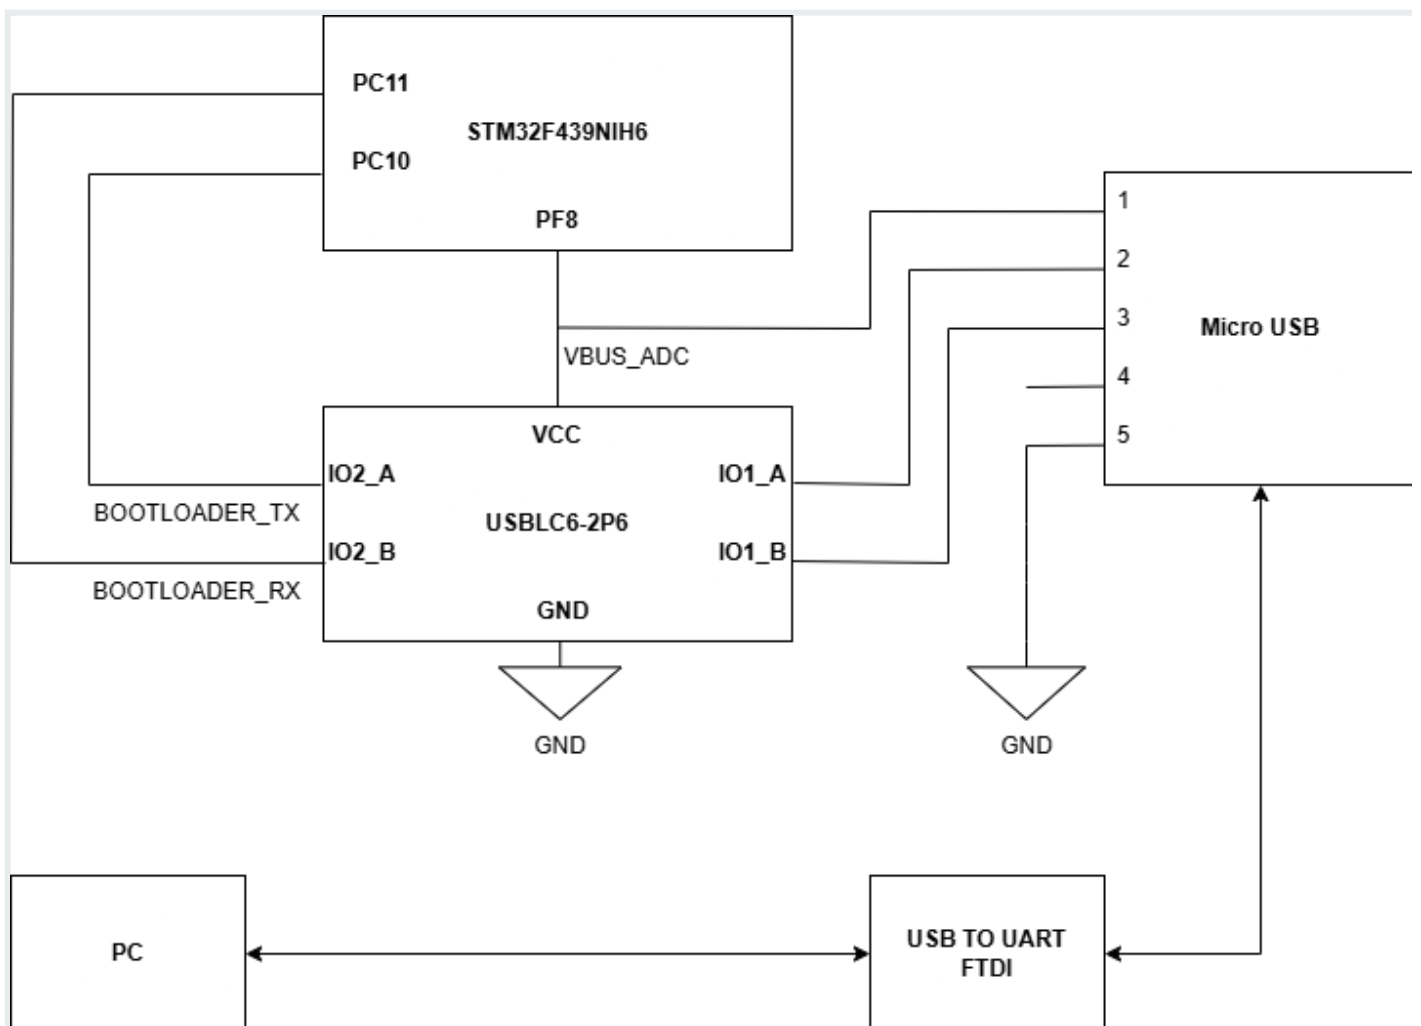 PC11
STM32F439NIH6
PC10
PF8
1
2
3
Micro USB
4
5
VBUS_ADC
VCC
IO2_A
IO1_A
BOOTLOADER_TX
USBLC6-2P6
IO2_B
IO1_B
BOOTLOADER_RX
GND
GND
GND
PC
USB TO UART
FTDI